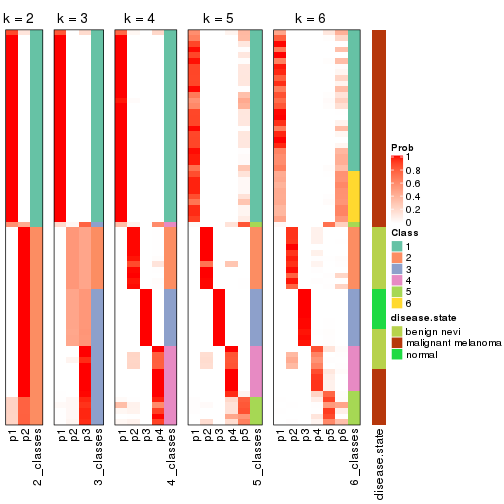 k = 2 k = 3 k = 4 k = 5 k = 6
Prob
1
0.8
0.6
0.4
0.2
0
Class
1
2
3
4
5
6
disease.state
benign nevi
malignant melanoma
normal
p1 p2 2_classes p1 p2 p3 3_classes p1 p2 p3 p4 4_classes p1 p2 p3 p4 p5 5_classes p1 p2 p3 p4 p5 p6 6_classes disease.state